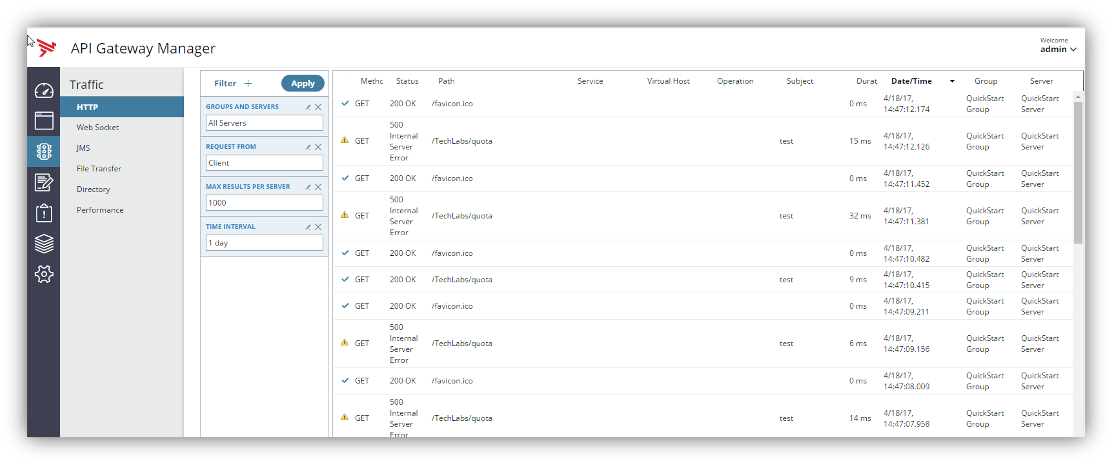 API Gateway Manager
Welcome
admin
Traffic
HTTP
Web Socket
JMS
File Transfer
Directory
Performance
Filter + Apply
GROUPS AND SERVERS
All Servers
REQUEST FROM
Client
MAX RESULTS PER SERVER
1000
TIME INTERVAL
1 day
Methc Status Path Service Virtual Host Operation Subject Durat Date/Time Group Server
GET 200 OK /favicon.ico 0 ms 4/18/17, 14:47:12.174 QuickStart Group QuickStart Server
GET 500 Internal Server Error /TechLabs/quota test 15 ms 4/18/17, 14:47:12.126 QuickStart Group QuickStart Server
GET 200 OK /favicon.ico 0 ms 4/18/17, 14:47:11.452 QuickStart Group QuickStart Server
GET 500 Internal Server Error /TechLabs/quota test 32 ms 4/18/17, 14:47:11.381 QuickStart Group QuickStart Server
GET 200 OK /favicon.ico 0 ms 4/18/17, 14:47:10.482 QuickStart Group QuickStart Server
GET 200 OK /TechLabs/quota test 9 ms 4/18/17, 14:47:10.415 QuickStart Group QuickStart Server
GET 200 OK /favicon.ico 0 ms 4/18/17, 14:47:09.211 QuickStart Group QuickStart Server
GET 500 Internal Server Error /TechLabs/quota test 6 ms 4/18/17, 14:47:09.156 QuickStart Group QuickStart Server
GET 200 OK /favicon.ico 0 ms 4/18/17, 14:47:08.009 QuickStart Group QuickStart Server
GET 500 Internal Server Error /TechLabs/quota test 14 ms 4/18/17, 14:47:07.958 QuickStart Group QuickStart Server